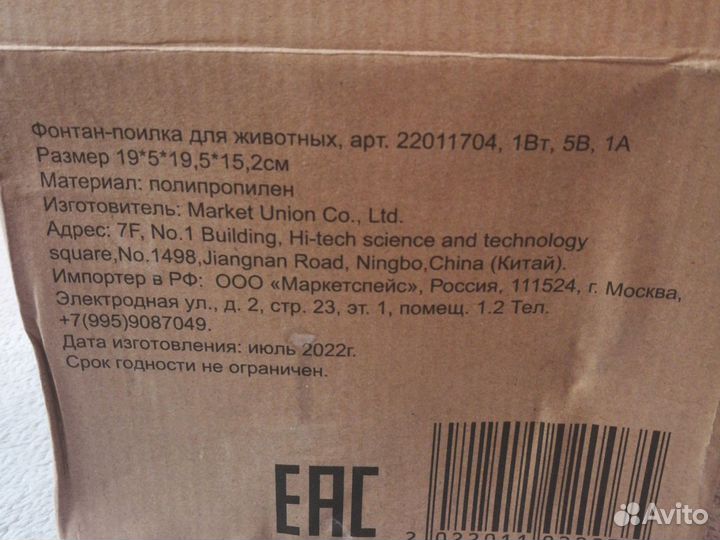 Фонтан-поилка для животных, арт. 22011704, 1Вт, 5В, 1А
Размер 19*5*19,5*15,2см
Материал: полипропилен
Изготовитель: Market Union Co., Ltd.
Адрес: 7F, No.1 Building, Hi-tech science and technology
square,No.1498,Jiangnan Road, Ningbo,China (Китай).
Импортер в РФ: ООО «Маркетспейс», Россия, 111524, г. Москва,
Электродная ул., д. 2, стр. 23, эт. 1, помещ. 1.2 Тел.
+7(995)9087049.
Дата изготовления: июль 2022г.
Срок годности не ограничен.
EAC
Avito